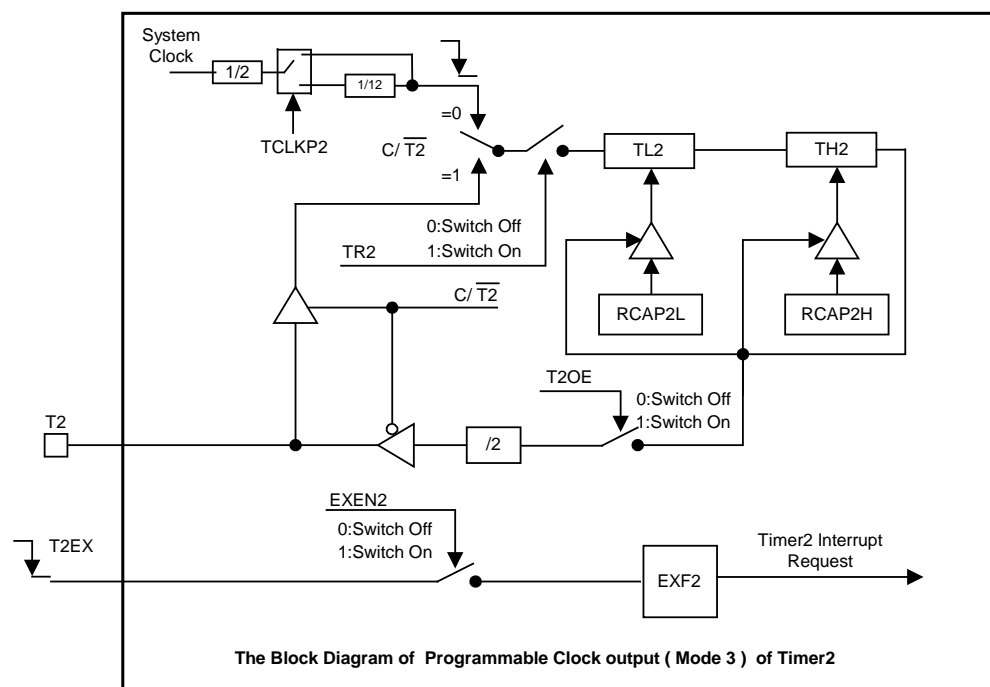 System
Clock
1/2
1/12
TCLKP2
=0
C/ T2
=1
TL2
TH2
0:Switch Off
TR2
1:Switch On
C/ T2
RCAP2L
RCAP2H
T2OE
0:Switch Off
1:Switch On
T2
/2
EXEN2
0:Switch Off
1:Switch On
T2EX
EXF2
Timer2 Interrupt
Request
The Block Diagram of Programmable Clock output ( Mode 3 ) of Timer2